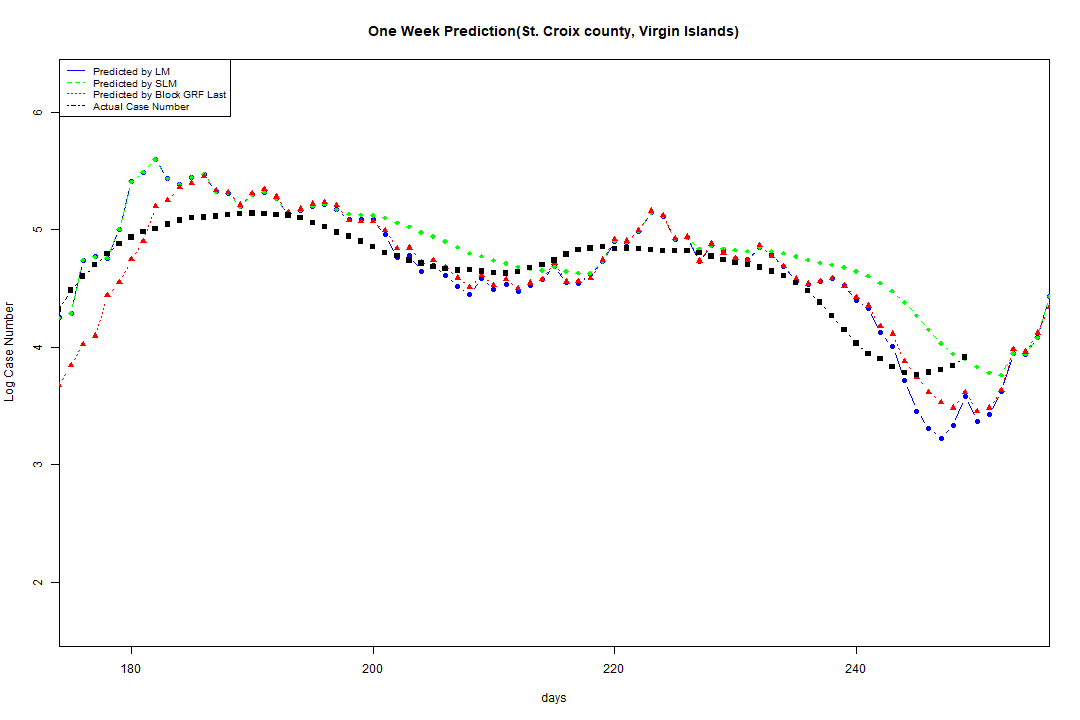 One Week Prediction(St. Croix county, Virgin Islands)
Predicted by LM
Predicted by SLM
Predicted by Block GRF Last
Actual Case Number
6
5
4
3
2
Log Case Number
180
200
220
240
days